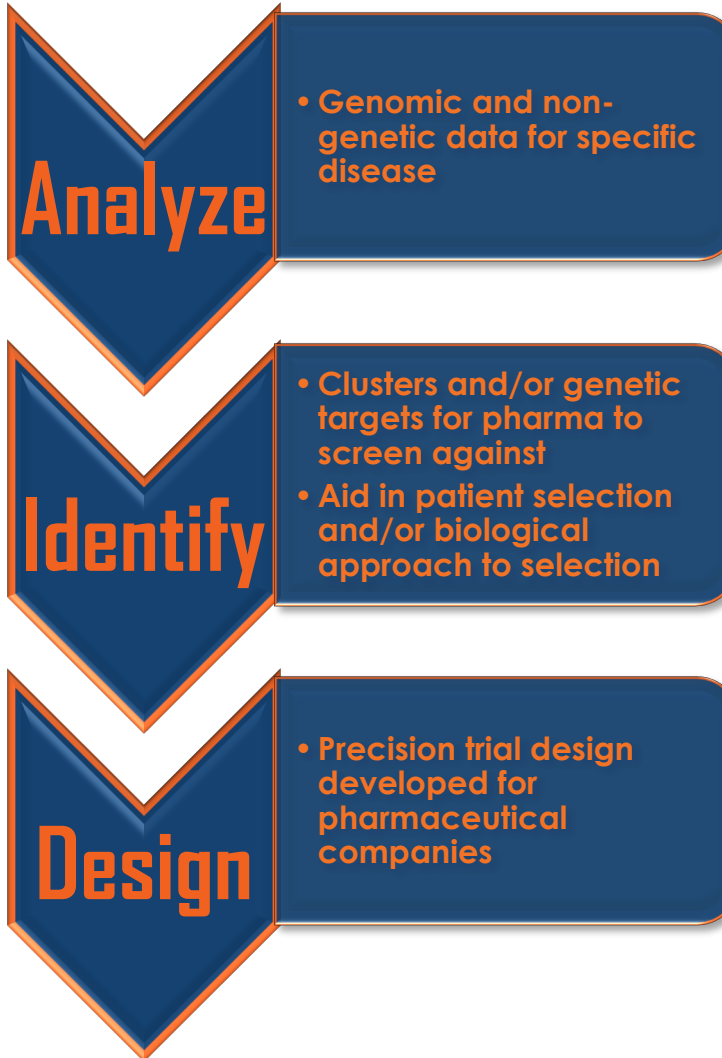 Analyze
• Genomic and non-
genetic data for specific
disease
Identify
• Clusters and/or genetic
targets for pharma to
screen against
• Aid in patient selection
and/or biological
approach to selection
Design
• Precision trial design
developed for
pharmaceutical
companies